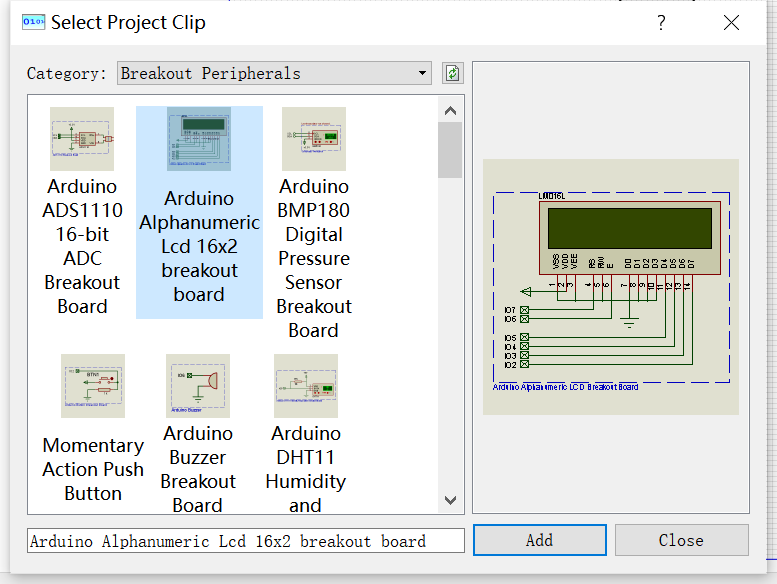 Select Project Clip
?
Category:
Breakout Peripherals
Arduino
ADS1110
16-bit
ADC
Breakout
Board
Arduino
Alphanumeric
Lcd 16x2
breakout
board
Arduino
BMP180
Digital
Pressure
Sensor
Breakout
Board
Momentary
Action Push
Button
Arduino
Buzzer
Breakout
Board
Arduino
DHT11
Humidity
and
LM016L
VSS VDD VEE RS RW E D0 D1 D2 D3 D4 D5 D6 D7
1 2 3 4 5 6 7 8 9 10 11 12 13 14
IO7
IO6
IO5
IO4
IO3
IO2
Arduino Alphanumeric LCD Breakout Board
Arduino Alphanumeric Lcd 16x2 breakout board
Add
Close